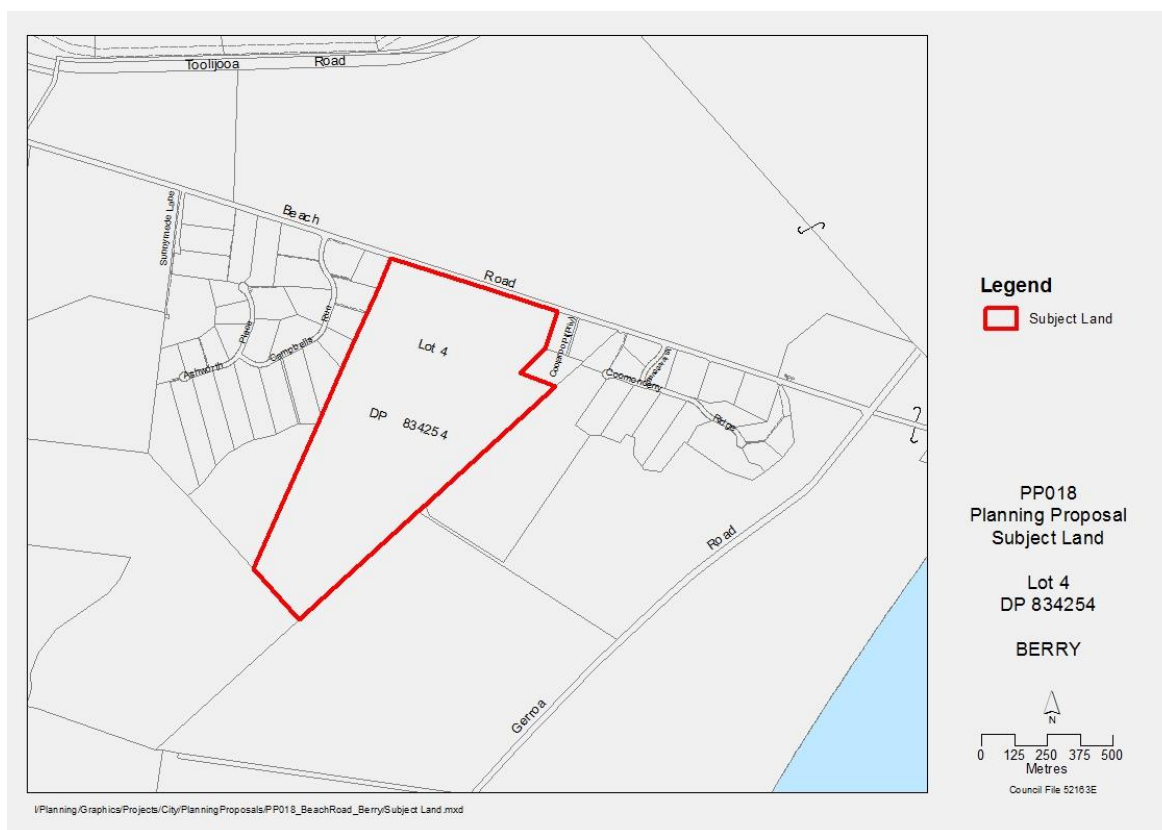 Toolijooa Road
Beach
Road
Sunnymede Lane
Place
Ashworth
Campbells
Run
Lot 4
DP 834254
Coomonderry
Ridge
Gerroa
Road
Legend
Subject Land
PP018
Planning Proposal
Subject Land
Lot 4
DP 834254
BERRY
N
0 125 250 375 500
Metres
Council File 52163E
I/Planning/Graphics/Projects/City/PlanningProposals/PP018_BeachRoad_Berry/Subject Land.mxd